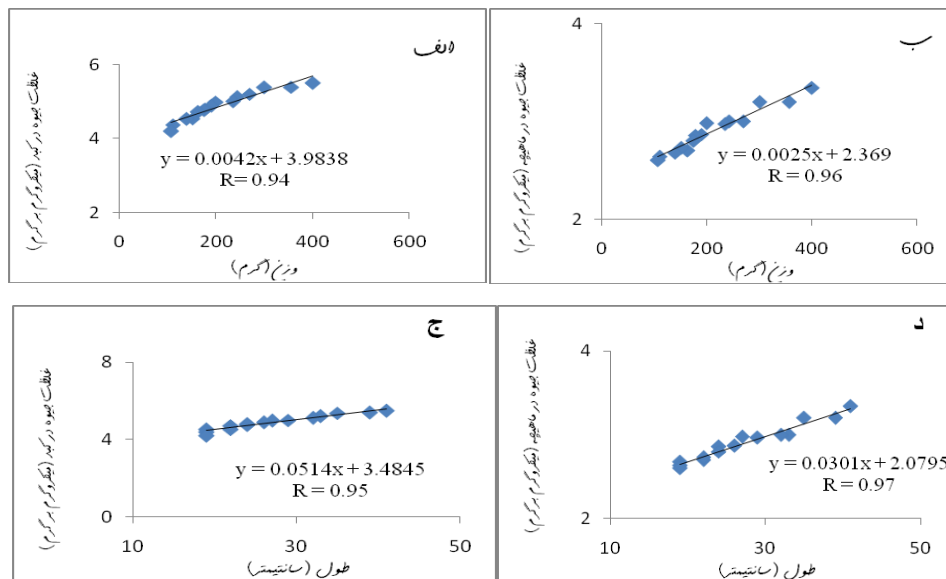 الف
غلظت جیوه در کبد (میکروگرم بر گرم)
6
4
2
y = 0.0042x + 3.9838
R= 0.94
0 200 400 600
وزن (گرم)
ب
غلظت جیوه در ماهیچه (میکروگرم بر گرم)
4
2
y = 0.0025x + 2.369
R = 0.96
0 200 400 600
وزن (گرم)
ج
غلظت جیوه در کبد (میکروگرم بر گرم)
8
4
0
y = 0.0514x + 3.4845
R = 0.95
10 30 50
طول (سانتیمتر)
د
غلظت جیوه در ماهیچه (میکروگرم بر گرم)
4
2
y = 0.0301x + 2.0795
R = 0.97
10 30 50
طول (سانتیمتر)